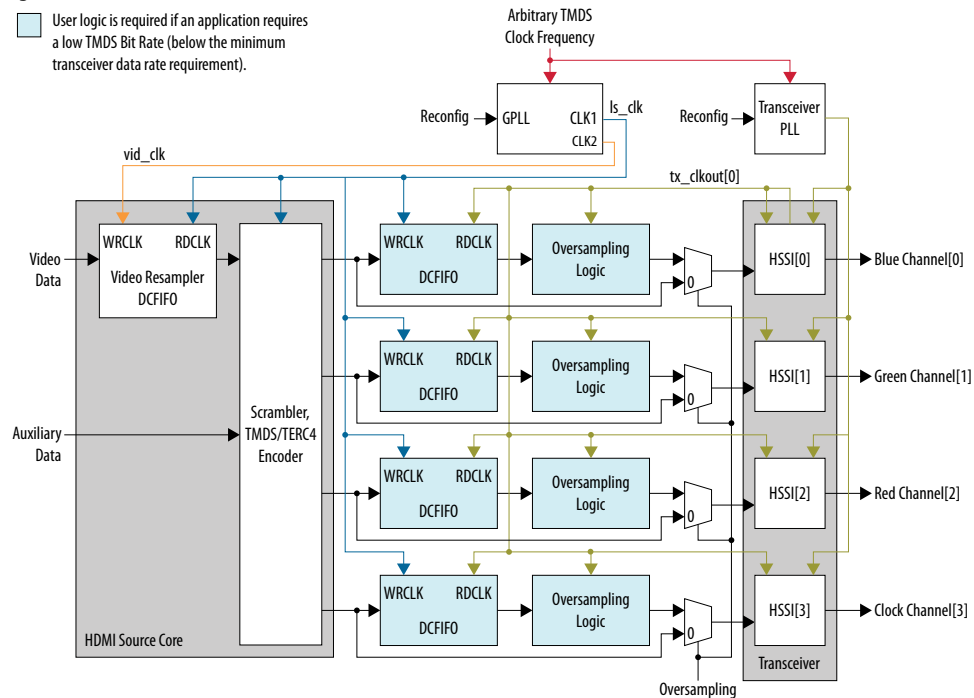 User logic is required if an application requires
a low TMDS Bit Rate (below the minimum
transceiver data rate requirement).
Arbitrary TMDS
Clock Frequency
Reconfig
GPLL
CLK1
CLK2
ls_clk
Reconfig
Transceiver
PLL
vid_clk
tx_clkout[0]
Video
Data
WRCLK
RDCLK
Video Resampler
DCFIFO
WRCLK
RDCLK
DCFIFO
Oversampling
Logic
0
HSSI[0]
Blue Channel[0]
WRCLK
RDCLK
DCFIFO
Oversampling
Logic
0
HSSI[1]
Green Channel[1]
Auxiliary
Data
Scrambler,
TMDS/TERC4
Encoder
WRCLK
RDCLK
DCFIFO
Oversampling
Logic
0
HSSI[2]
Red Channel[2]
WRCLK
RDCLK
DCFIFO
Oversampling
Logic
0
HSSI[3]
Clock Channel[3]
HDMI Source Core
Transceiver
Oversampling